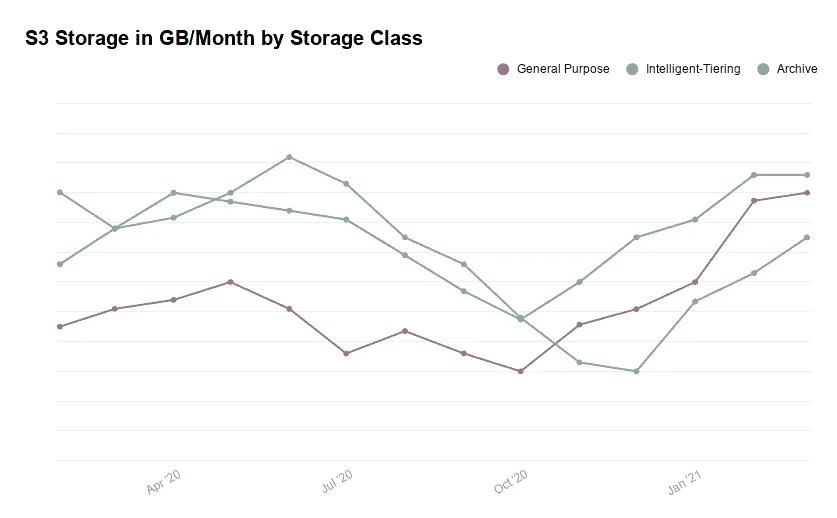 S3 Storage in GB/Month by Storage Class
General Purpose Intelligent-Tiering Archive
Apr '20 Jul '20 Oct '20 Jan '21